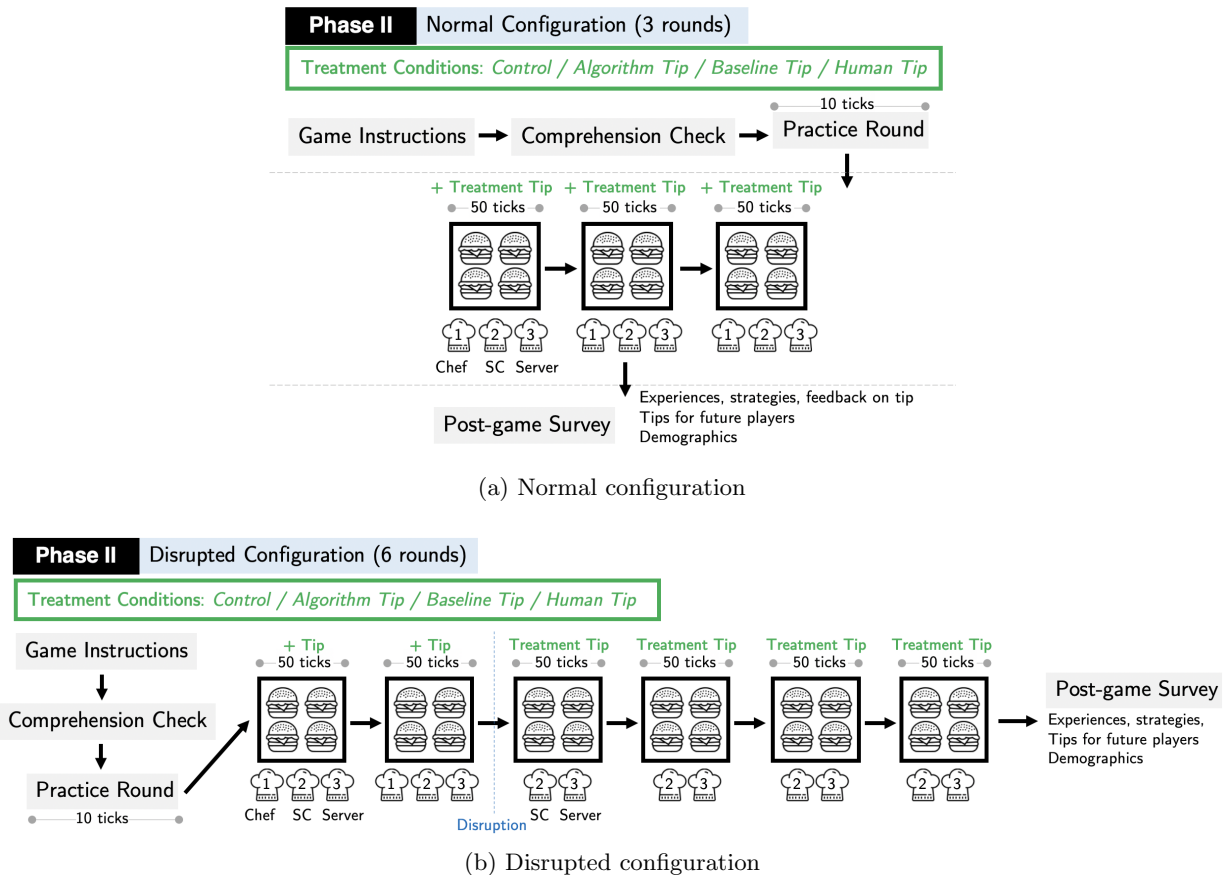 Phase II Normal Configuration (3 rounds)
Treatment Conditions: Control / Algorithm Tip / Baseline Tip / Human Tip
10 ticks
Game Instructions Comprehension Check Practice Round
+ Treatment Tip + Treatment Tip + Treatment Tip
50 ticks 50 ticks 50 ticks
1 2 3 1 2 3 1 2 3
Chef SC Server
Experiences, strategies, feedback on tip
Post-game Survey Tips for future players
Demographics
(a) Normal configuration
Phase II Disrupted Configuration (6 rounds)
Treatment Conditions: Control / Algorithm Tip / Baseline Tip / Human Tip
Game Instructions
Comprehension Check
Practice Round
10 ticks
+ Tip + Tip Treatment Tip Treatment Tip Treatment Tip Treatment Tip
50 ticks 50 ticks 50 ticks 50 ticks 50 ticks 50 ticks
1 2 3 1 2 3 2 3 2 3 2 3 2 3
Chef SC Server SC Server
Disruption
Post-game Survey
Experiences, strategies,
Tips for future players
Demographics
(b) Disrupted configuration